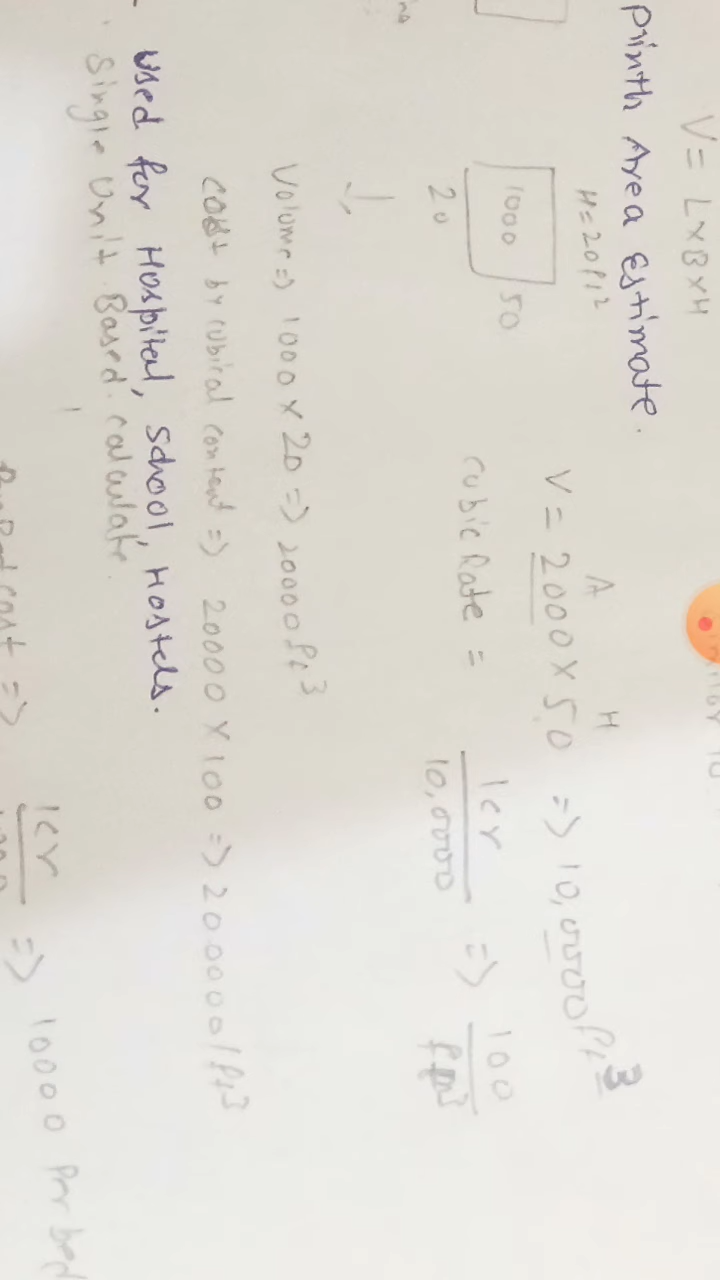 V = L×B×H
Plinth Area Estimate.
H=20ft2
1000
50
20
A H
V = 2000 × 50 => 10,0000ft3
cubic Rate = 1cr / 10,0000 => 100 / ft3
Volume => 1000 × 20 => 20000 ft3
cost by cubical content => 20000 × 100 => 200000/ft3
- Used for Hospital, School, Hostels.
. Single Unit Based. calculate
cost => 1cr => 10000 Per bed